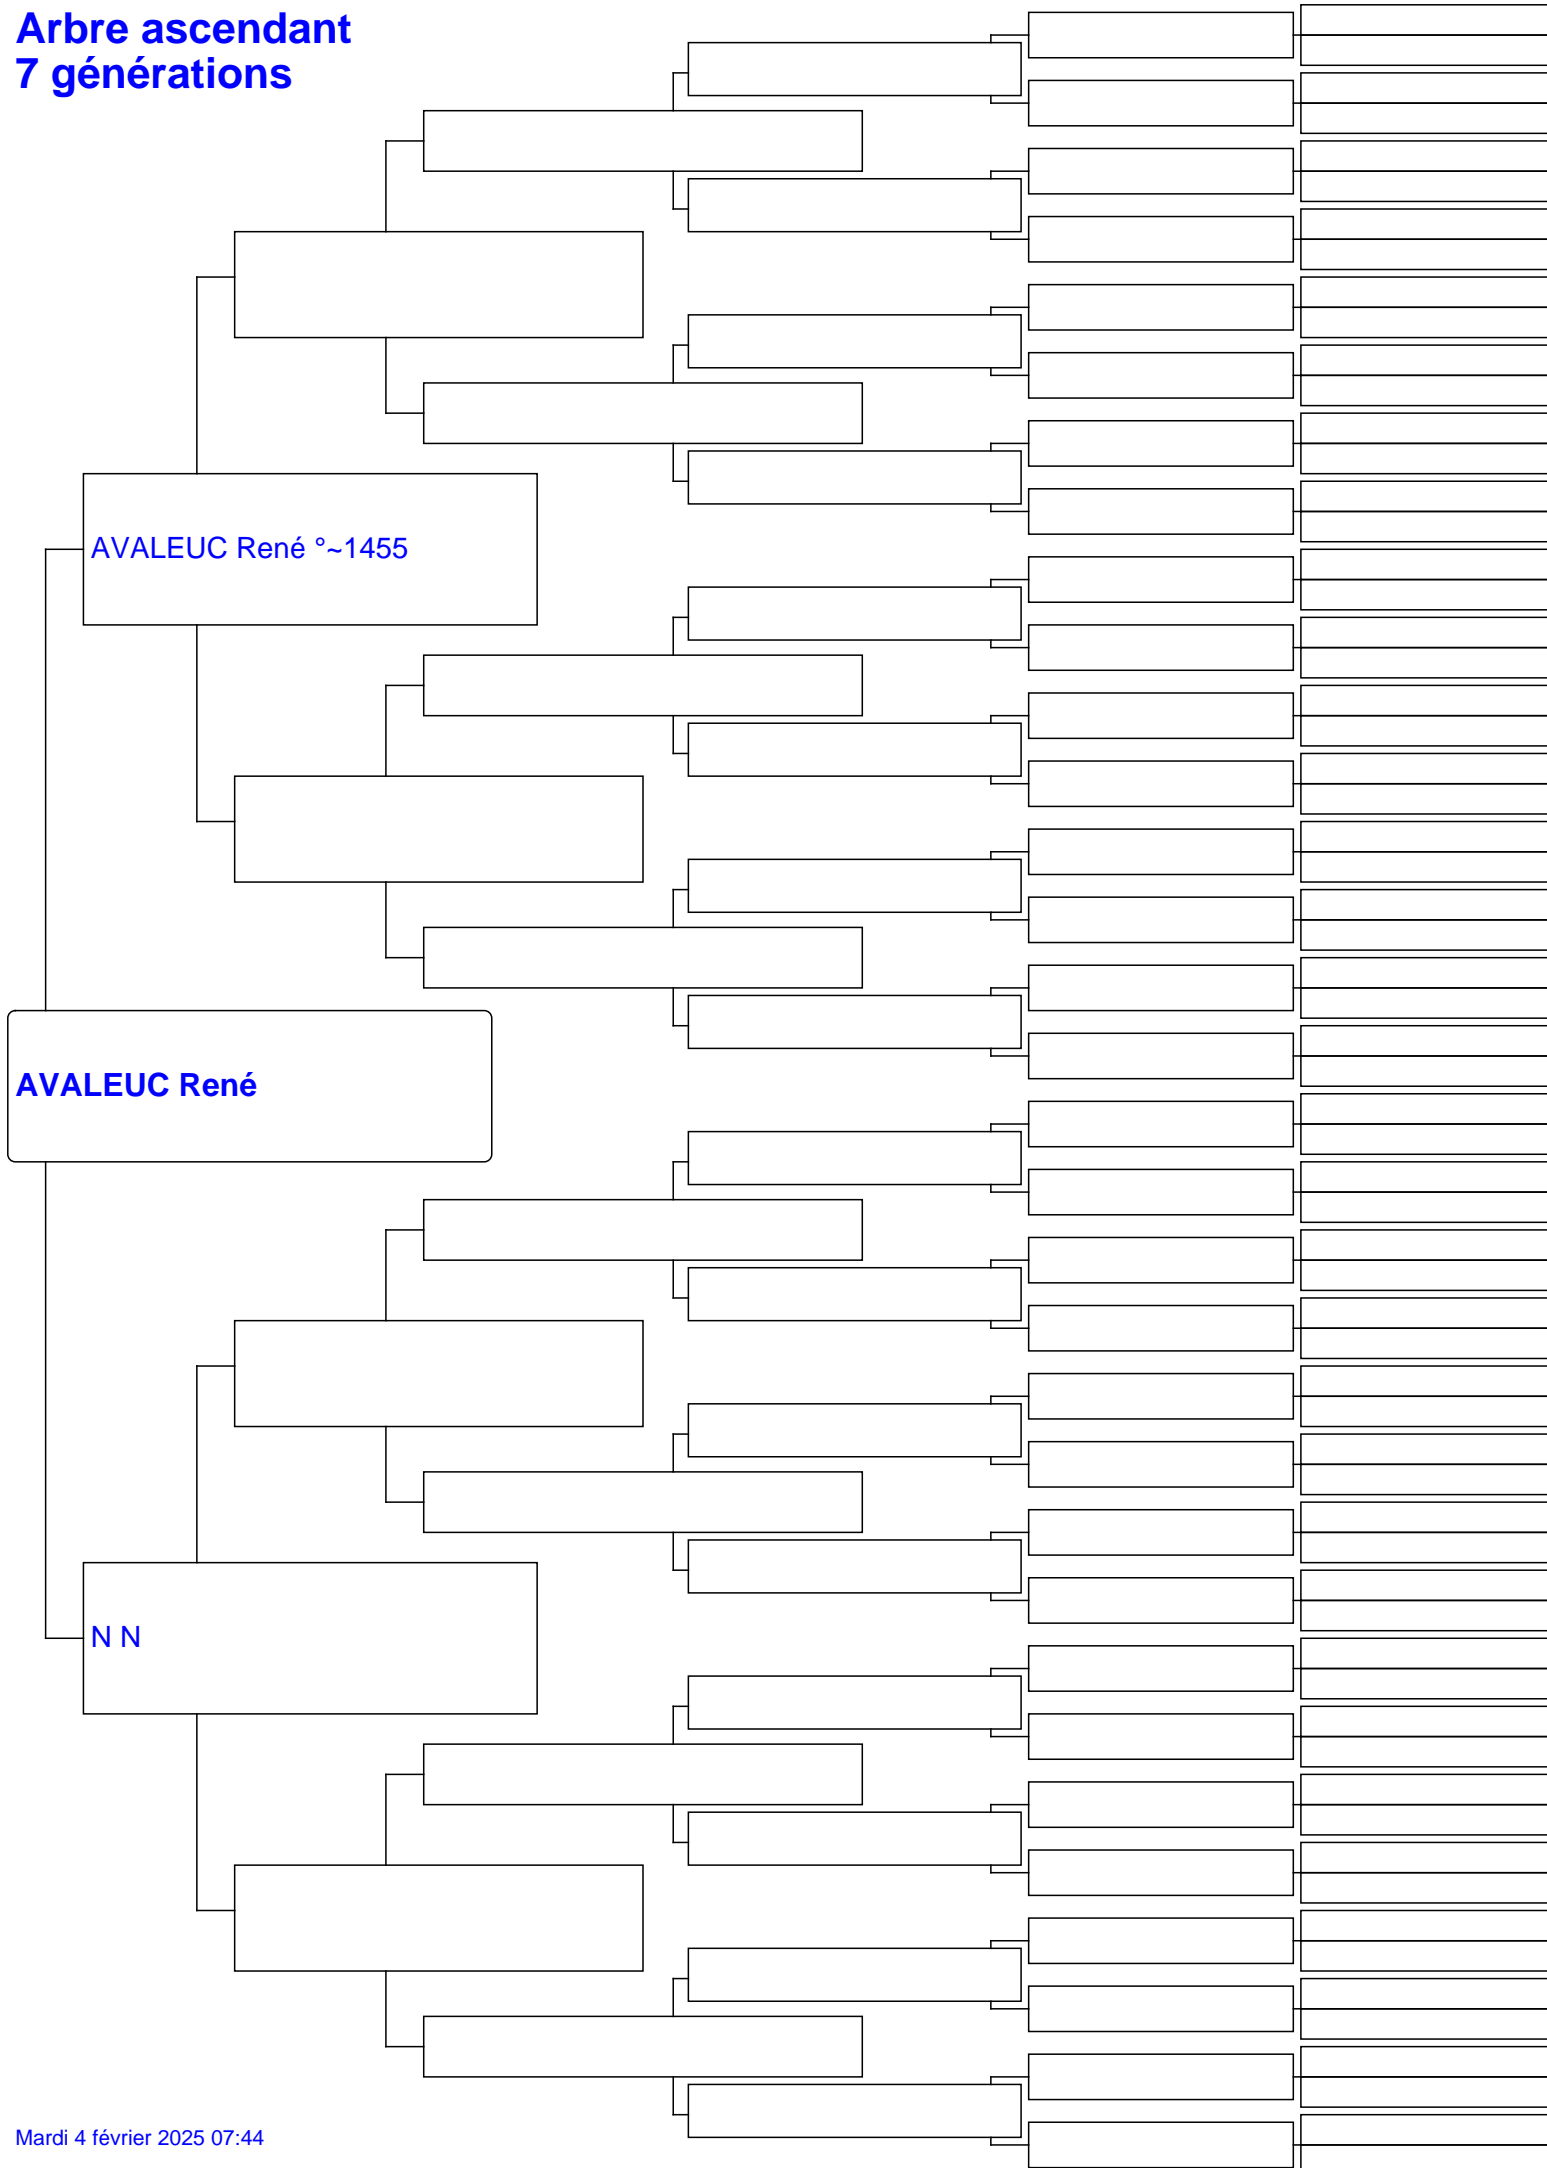 Arbre ascendant
7 générations
AVALEUC René °~1455
AVALEUC René
N N
Mardi 4 février 2025 07:44